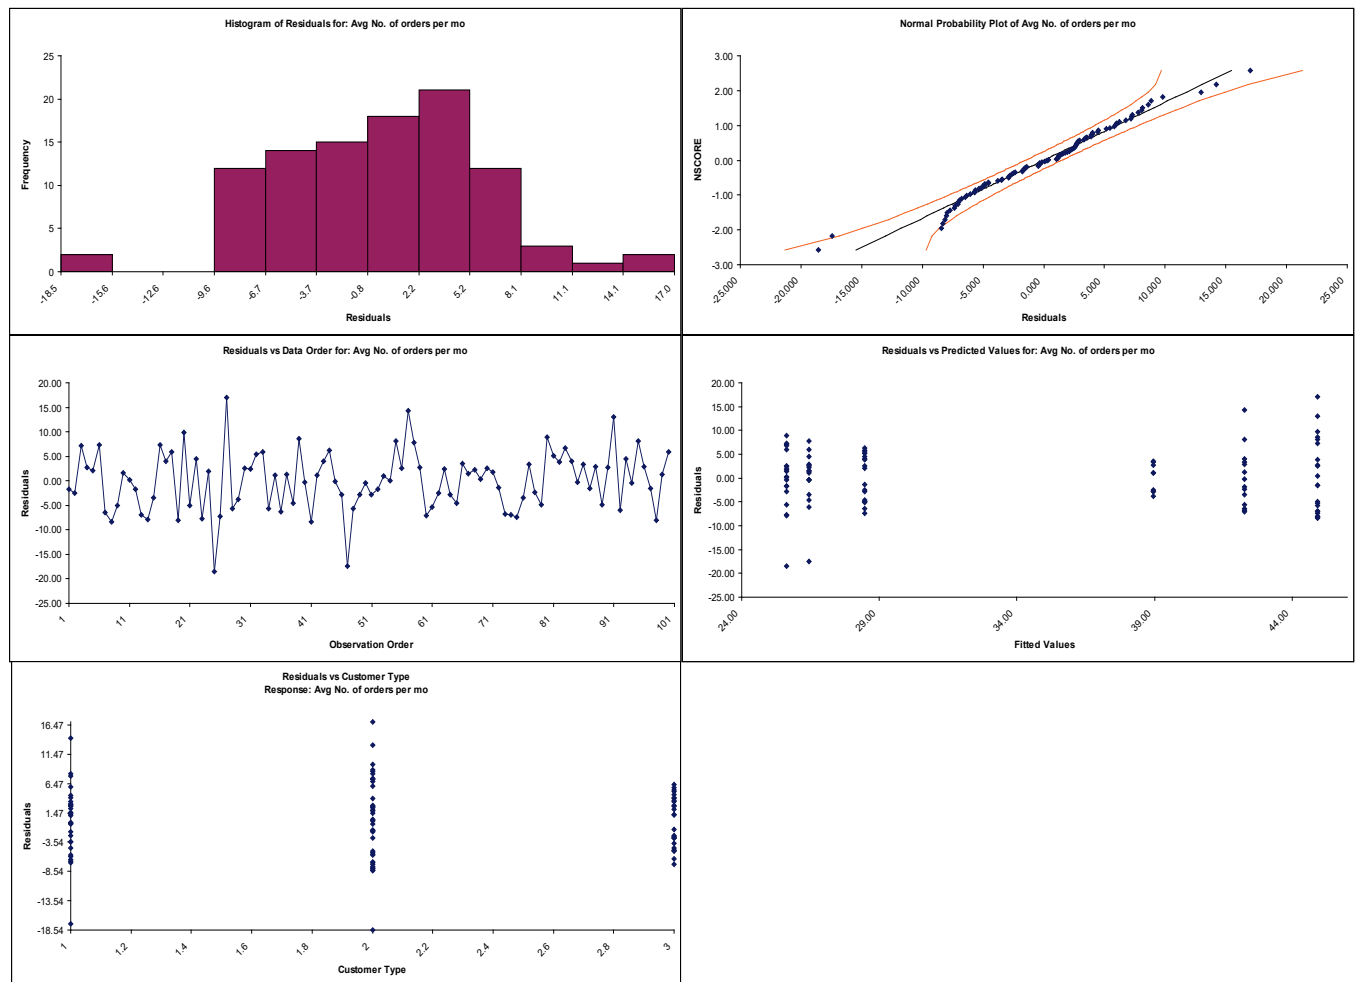 Histogram of Residuals for: Avg No. of orders per mo
25
20
15
10
5
0
Frequency
-18.5 -15.6 -12.6 -9.6 -6.7 -3.7 -0.8 2.2 5.2 8.1 11.1 14.1 17.0
Residuals
Normal Probability Plot of Avg No. of orders per mo
3.00
2.00
1.00
0.00
-1.00
-2.00
-3.00
NSCORE
-25.000 -20.000 -15.000 -10.000 -5.000 0.000 5.000 10.000 15.000 20.000 25.000
Residuals
Residuals vs Data Order for: Avg No. of orders per mo
20.00
15.00
10.00
5.00
0.00
-5.00
-10.00
-15.00
-20.00
-25.00
Residuals
1 11 21 31 41 51 61 71 81 91 101
Observation Order
Residuals vs Predicted Values for: Avg No. of orders per mo
20.00
15.00
10.00
5.00
0.00
-5.00
-10.00
-15.00
-20.00
-25.00
Residuals
24.00 29.00 34.00 39.00 44.00
Fitted Values
Residuals vs Customer Type
Response: Avg No. of orders per mo
16.47
11.47
6.47
1.47
-3.54
-8.54
-13.54
-18.54
Residuals
1 1.2 1.4 1.6 1.8 2 2.2 2.4 2.6 2.8 3
Customer Type